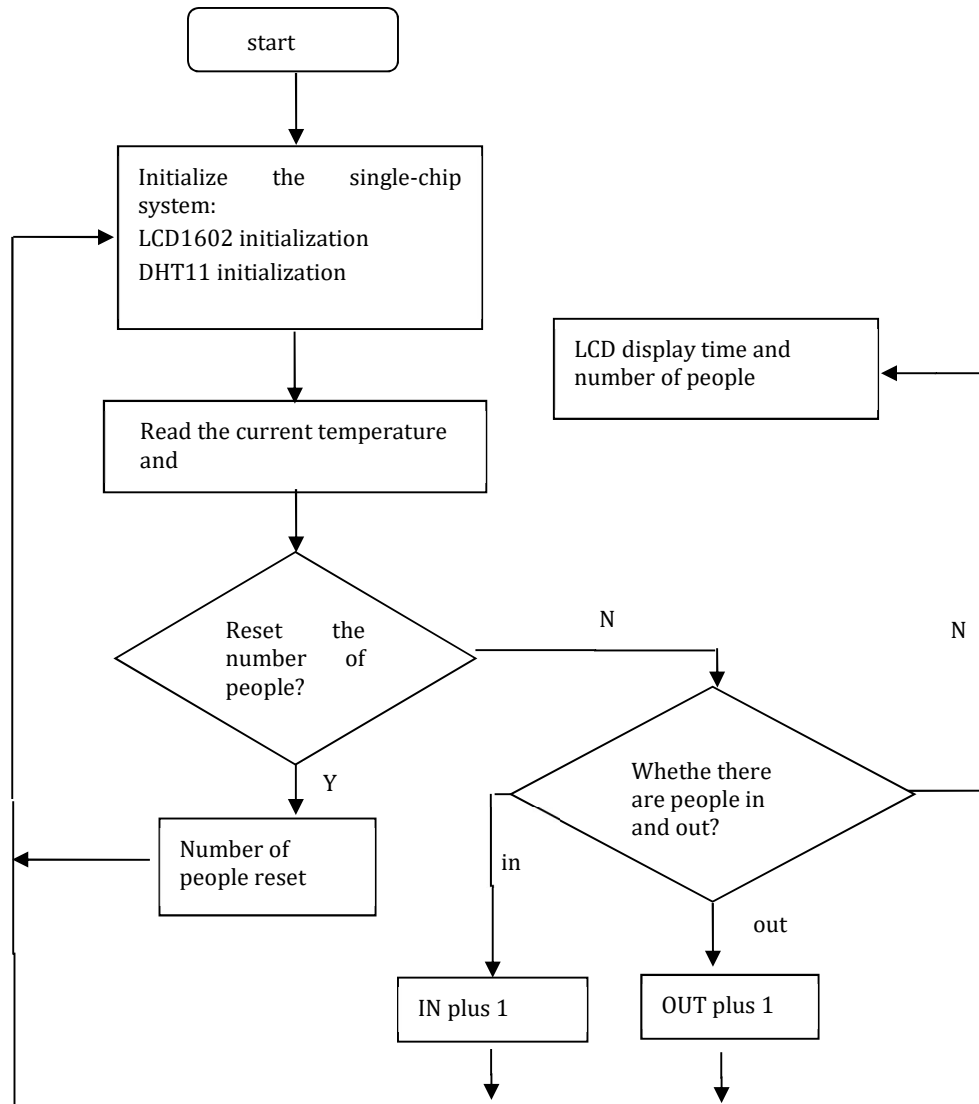 start
Initialize the single-chip
system:
LCD1602 initialization
DHT11 initialization
LCD display time and
number of people
Read the current temperature
and
Reset the
number of
people?
N
N
Y
Whethe there
are people in
and out?
Number of
people reset
in
out
IN plus 1
OUT plus 1